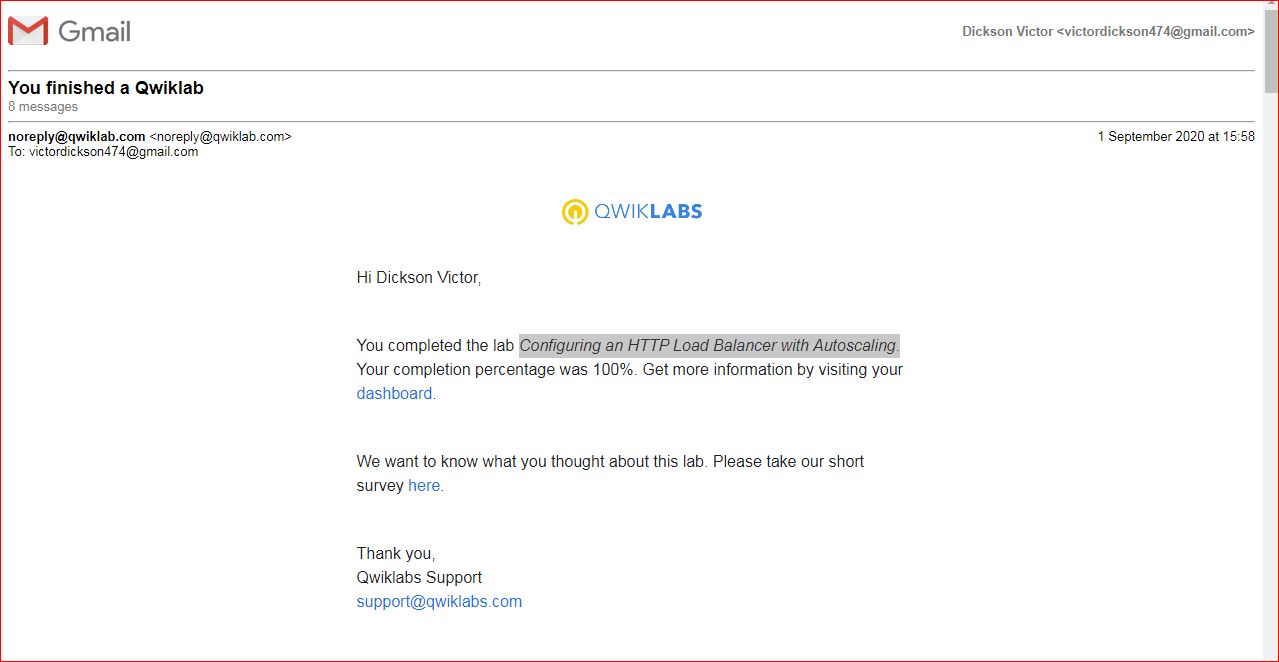 Gmail
Dickson Victor <victordickson474@gmail.com>
You finished a Qwiklab
8 messages
noreply@qwiklab.com <noreply@qwiklab.com>
1 September 2020 at 15:58
To: victordickson474@gmail.com
QWIKLABS
Hi Dickson Victor,
You completed the lab Configuring an HTTP Load Balancer with Autoscaling.
Your completion percentage was 100%. Get more information by visiting your
dashboard.
We want to know what you thought about this lab. Please take our short
survey here.
Thank you,
Qwiklabs Support
support@qwiklabs.com